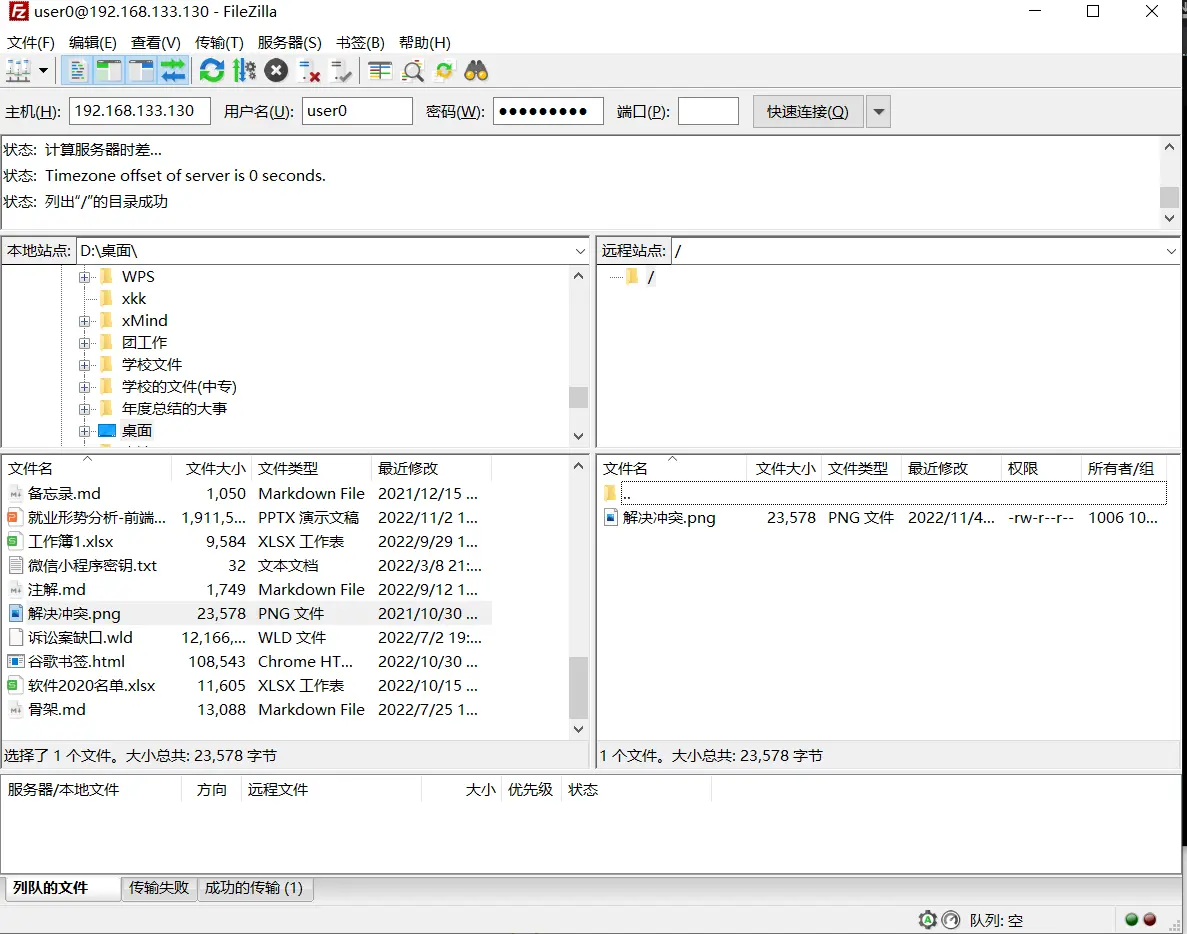 user0@192.168.133.130 - FileZilla
文件(F) 编辑(E) 查看(V) 传输(T) 服务器(S) 书签(B) 帮助(H)
主机(H): 192.168.133.130 用户名(U): user0 密码(W): ●●●●●●●●● 端口(P): 快速连接(Q)
状态: 计算服务器时差...
状态: Timezone offset of server is 0 seconds.
状态: 列出“/”的目录成功
本地站点: D:\桌面\
WPS
xkk
xMind
团工作
学校文件
学校的文件(中专)
年度总结的大事
桌面
远程站点: /
/
文件名 文件大小 文件类型 最近修改
备忘录.md 1,050 Markdown File 2021/12/15 ...
就业形势分析-前端... 1,911,5... PPTX 演示文稿 2022/11/2 1...
工作簿1.xlsx 9,584 XLSX 工作表 2022/9/29 1...
微信小程序密钥.txt 32 文本文档 2022/3/8 21:...
注解.md 1,749 Markdown File 2022/9/12 1...
解决冲突.png 23,578 PNG 文件 2021/10/30 ...
诉讼案缺口.wld 12,166,... WLD 文件 2022/7/2 19:...
谷歌书签.html 108,543 Chrome HT... 2022/10/30 ...
软件2020名单.xlsx 11,605 XLSX 工作表 2022/10/15 ...
骨架.md 13,088 Markdown File 2022/7/25 1...
选择了 1 个文件。大小总共: 23,578 字节
文件名 文件大小 文件类型 最近修改 权限 所有者/组
..
解决冲突.png 23,578 PNG 文件 2022/11/4... -rw-r--r-- 1006 10...
1 个文件。大小总共: 23,578 字节
服务器/本地文件 方向 远程文件 大小 优先级 状态
列队的文件 传输失败 成功的传输 (1)
队列: 空